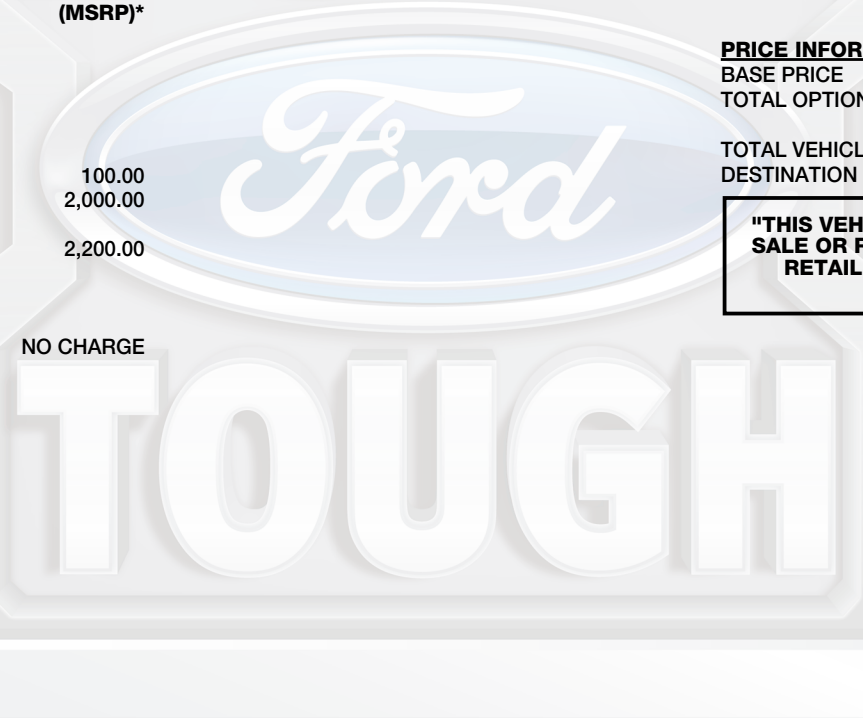 (MSRP)*
100.00
2,000.00
2,200.00
NO CHARGE
PRICE INFOR
BASE PRICE
TOTAL OPTION
TOTAL VEHICL
DESTINATION
"THIS VEH
SALE OR
RETAIL
Ford
TOUGH